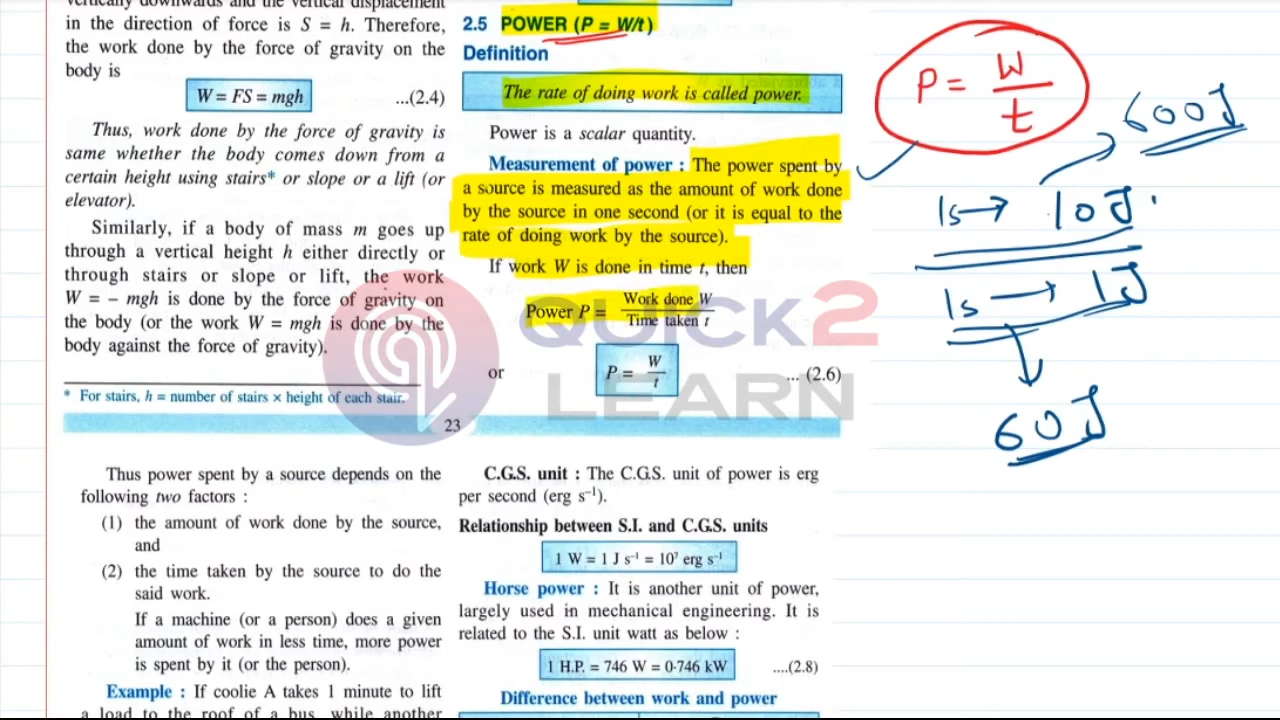 vertically downwards and the vertical displacement
in the direction of force is S = h. Therefore,
the work done by the force of gravity on the
body is
W = FS = mgh ...(2.4)
Thus, work done by the force of gravity is
same whether the body comes down from a
certain height using stairs* or slope or a lift (or
elevator).
Similarly, if a body of mass m goes up
through a vertical height h either directly or
through stairs or slope or lift, the work
W = – mgh is done by the force of gravity on
the body (or the work W = mgh is done by the
body against the force of gravity).
* For stairs, h = number of stairs × height of each stair.
2.5 POWER (P = W/t)
Definition
The rate of doing work is called power.
Power is a scalar quantity.
Measurement of power : The power spent by
a source is measured as the amount of work done
by the source in one second (or it is equal to the
rate of doing work by the source).
If work W is done in time t, then
Power P = Work done W / Time taken t
or P = W/t ... (2.6)
23
Thus power spent by a source depends on the
following two factors :
(1) the amount of work done by the source,
and
(2) the time taken by the source to do the
said work.
If a machine (or a person) does a given
amount of work in less time, more power
is spent by it (or the person).
Example : If coolie A takes 1 minute to lift
a load to the roof of a bus, while another
C.G.S. unit : The C.G.S. unit of power is erg
per second (erg s⁻¹).
Relationship between S.I. and C.G.S. units
1 W = 1 J s⁻¹ = 10⁷ erg s⁻¹
Horse power : It is another unit of power,
largely used in mechanical engineering. It is
related to the S.I. unit watt as below :
1 H.P. = 746 W = 0·746 kW ....(2.8)
Difference between work and power
P = W/t
600J
1s → 10J
1s → 1J
60J
QUICK2
LEARN